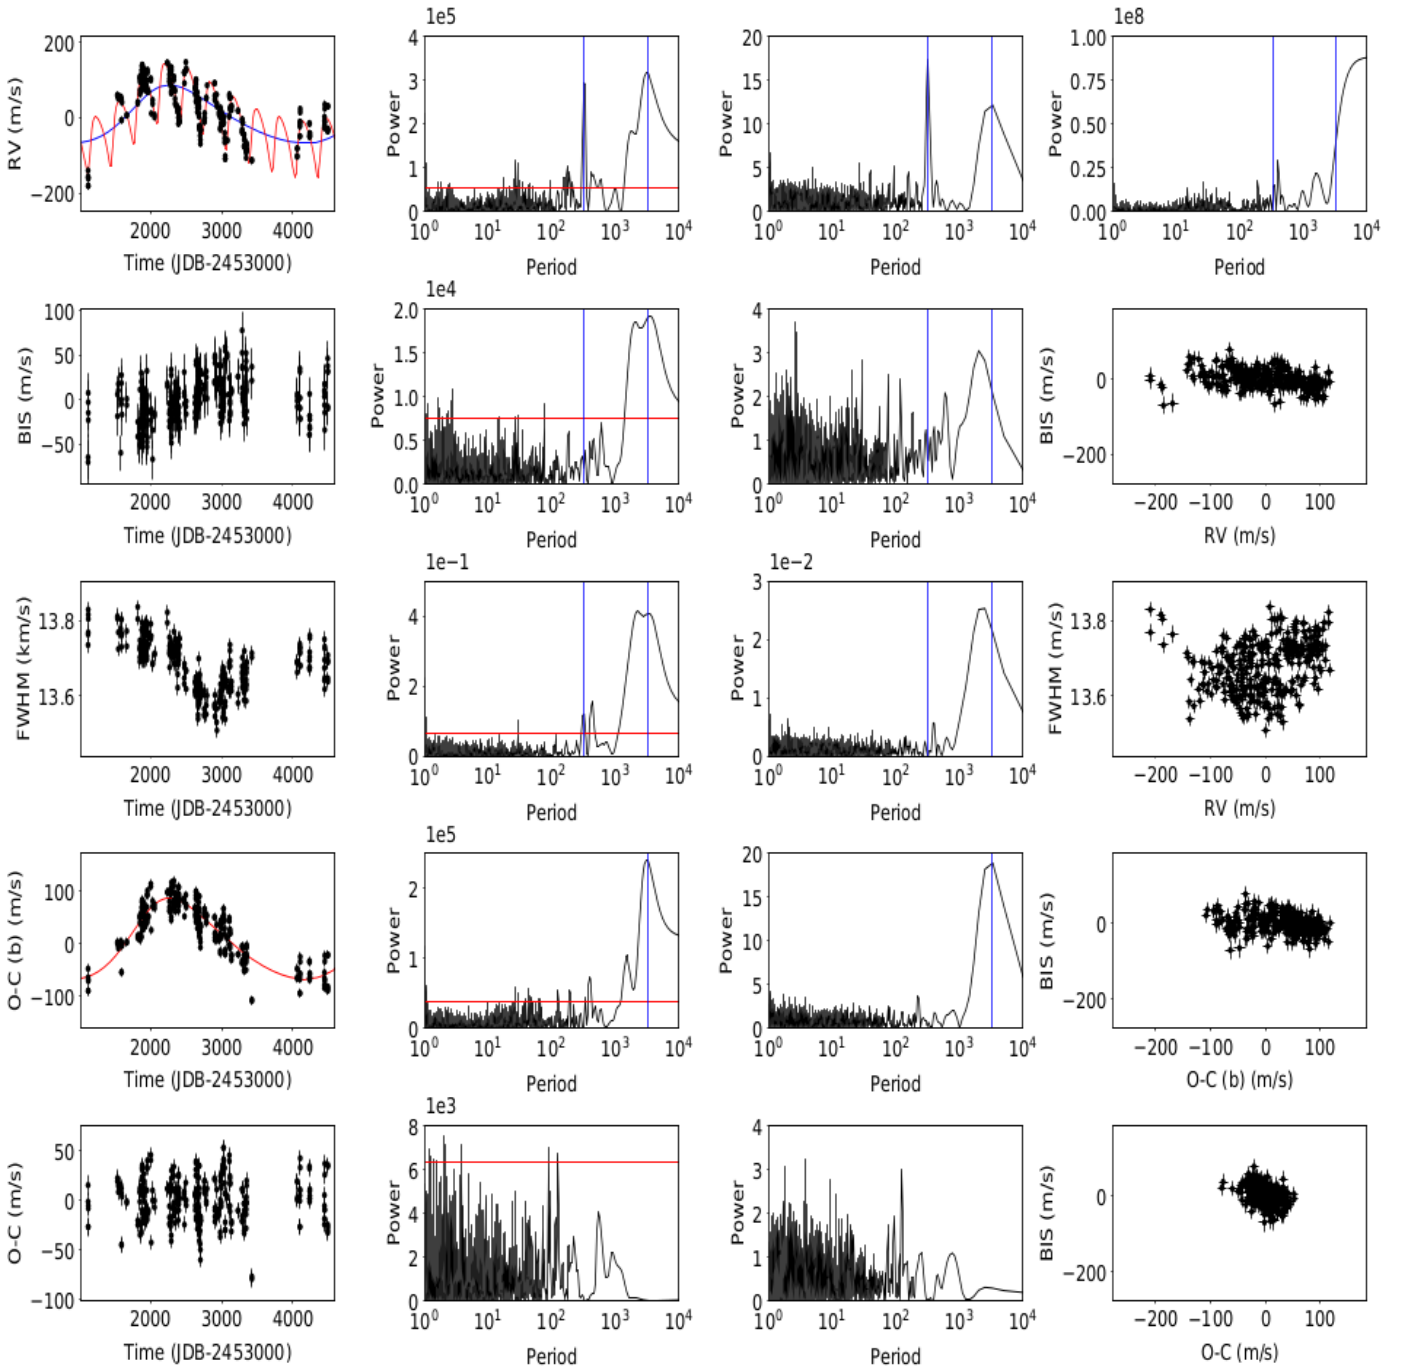 1e5
1e8
RV (m/s)
200
0
−200
2000 3000 4000
Time (JDB-2453000)
Power
4
3
2
1
0
10^0 10^1 10^2 10^3 10^4
Period
Power
20
15
10
5
0
10^0 10^1 10^2 10^3 10^4
Period
Power
1.00
0.75
0.50
0.25
0.00
10^0 10^1 10^2 10^3 10^4
Period
1e4
BIS (m/s)
100
50
0
−50
2000 3000 4000
Time (JDB-2453000)
Power
2.0
1.5
1.0
0.5
0.0
10^0 10^1 10^2 10^3 10^4
Period
Power
4
3
2
1
0
10^0 10^1 10^2 10^3 10^4
Period
BIS (m/s)
0
−200
−200 −100 0 100
RV (m/s)
1e−1
1e−2
FWHM (km/s)
13.8
13.6
2000 3000 4000
Time (JDB-2453000)
Power
4
2
0
10^0 10^1 10^2 10^3 10^4
Period
Power
3
2
1
0
10^0 10^1 10^2 10^3 10^4
Period
FWHM (m/s)
13.8
13.6
−200 −100 0 100
RV (m/s)
1e5
O-C (b) (m/s)
100
0
−100
2000 3000 4000
Time (JDB-2453000)
Power
2
1
0
10^0 10^1 10^2 10^3 10^4
Period
Power
20
15
10
5
0
10^0 10^1 10^2 10^3 10^4
Period
BIS (m/s)
0
−200
−200 −100 0 100
O-C (b) (m/s)
1e3
O-C (m/s)
50
0
−50
−100
2000 3000 4000
Time (JDB-2453000)
Power
8
6
4
2
0
10^0 10^1 10^2 10^3 10^4
Period
Power
4
3
2
1
0
10^0 10^1 10^2 10^3 10^4
Period
BIS (m/s)
0
−200
−200 −100 0 100
O-C (m/s)